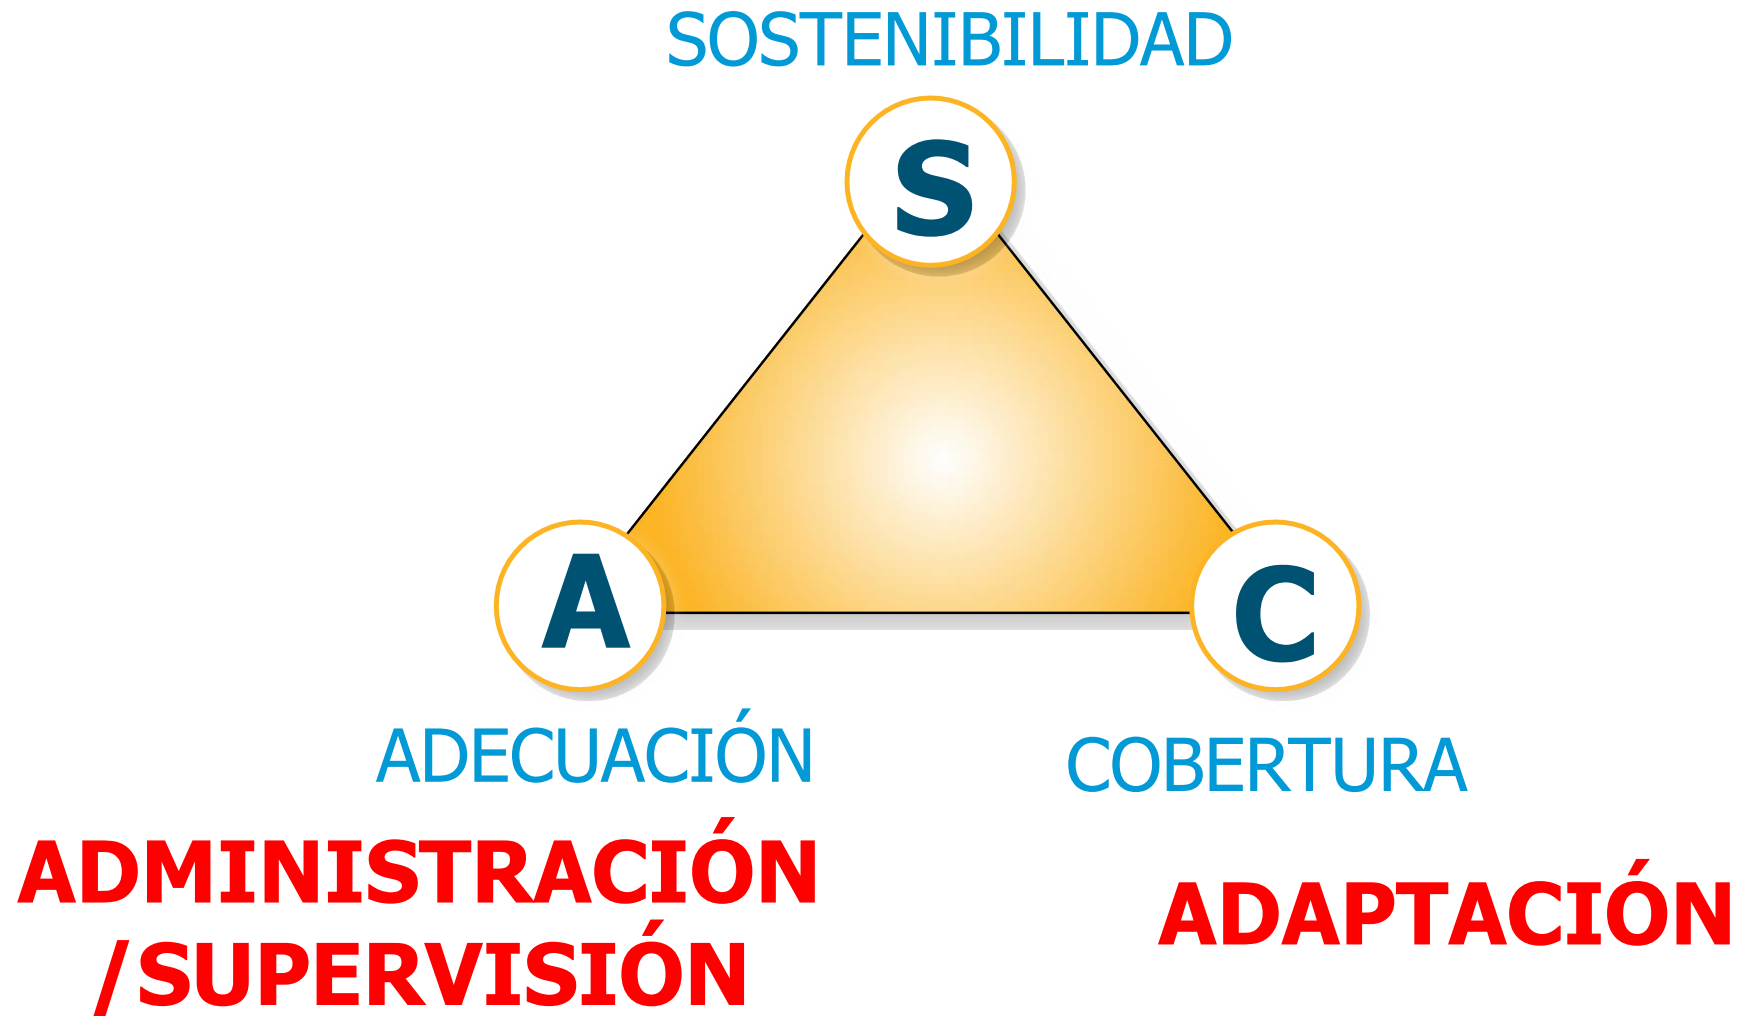 SOSTENIBILIDAD
S
A
C
ADECUACIÓN
COBERTURA
ADMINISTRACIÓN
/SUPERVISIÓN
ADAPTACIÓN